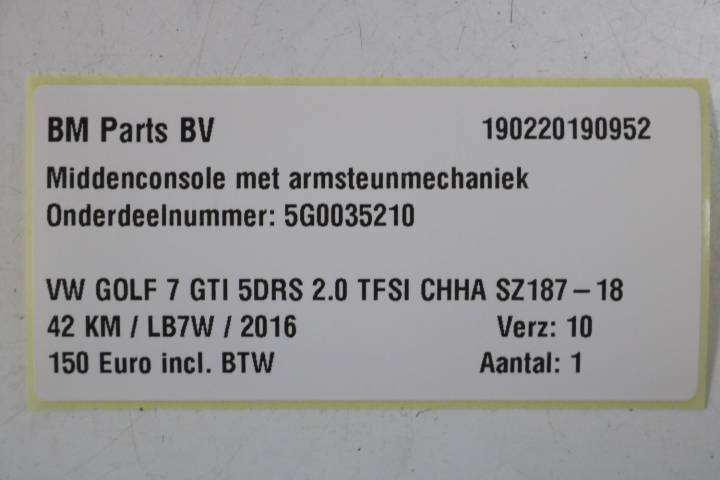 BM Parts BV 190220190952
Middenconsole met armsteunmechaniek
Onderdeelnummer: 5G0035210
VW GOLF 7 GTI 5DRS 2.0 TFSI CHHA SZ187-18
42 KM / LB7W / 2016 Verz: 10
150 Euro incl. BTW Aantal: 1